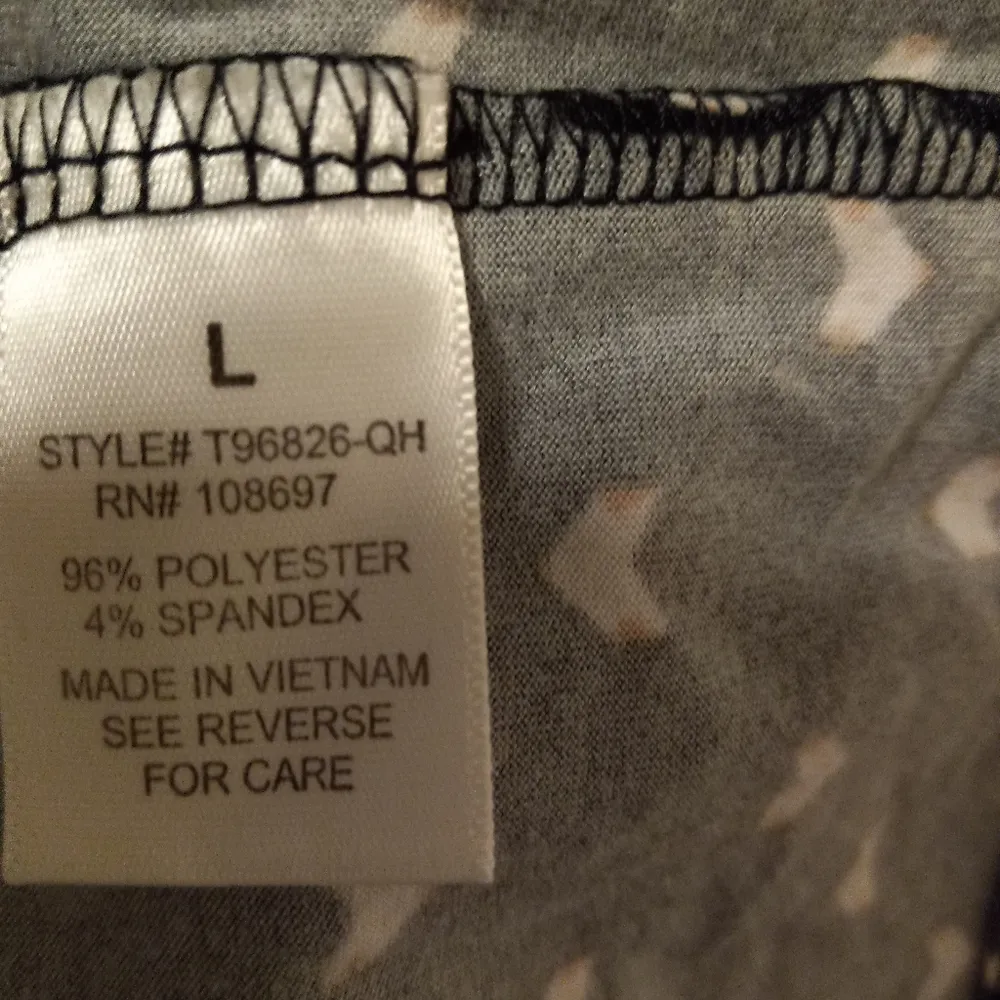 L
STYLE# T96826-QH
RN# 108697
96% POLYESTER
4% SPANDEX
MADE IN VIETNAM
SEE REVERSE
FOR CARE